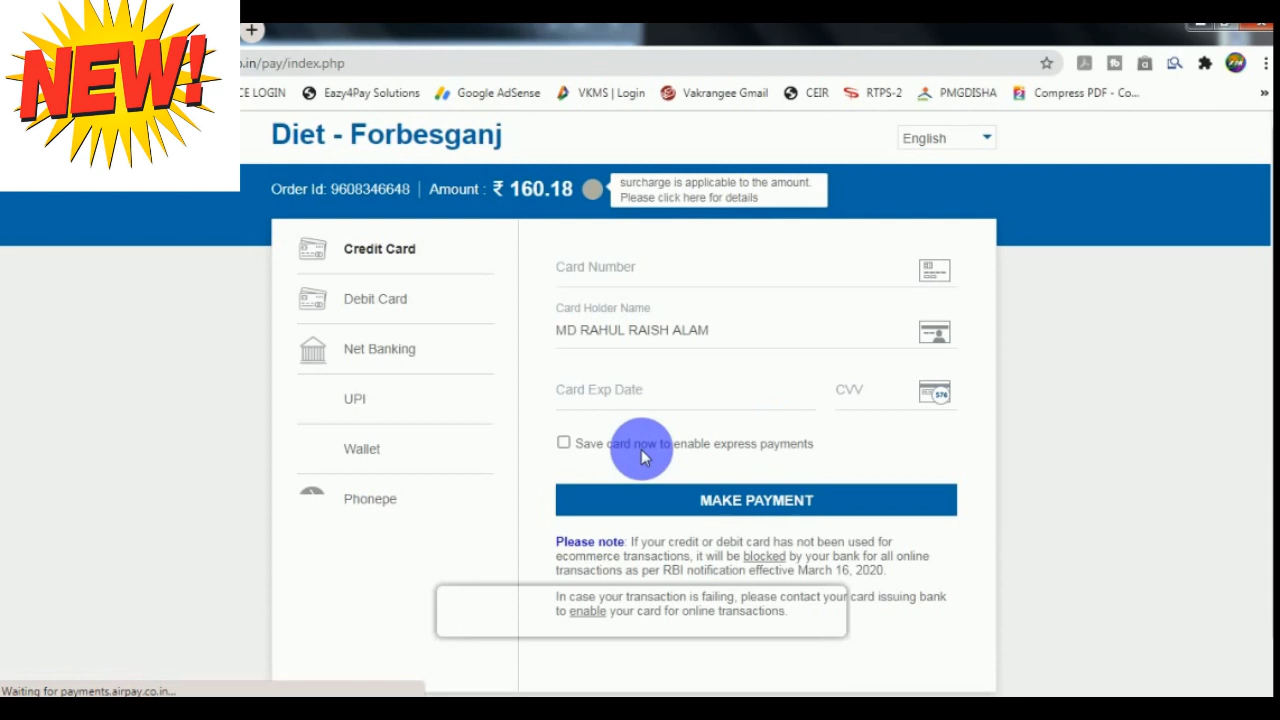 NEW!
+
o.in/pay/index.php
CE LOGIN Eazy4Pay Solutions Google AdSense VKMS | Login Vakrangee Gmail CEIR RTPS-2 PMGDISHA Compress PDF - Co... »
Diet - Forbesganj
English
Order Id: 9608346648 | Amount : ₹ 160.18
surcharge is applicable to the amount.
Please click here for details
Credit Card
Debit Card
Net Banking
UPI
Wallet
Phonepe
Card Number
Card Holder Name
MD RAHUL RAISH ALAM
Card Exp Date
CVV
576
Save card now to enable express payments
MAKE PAYMENT
Please note: If your credit or debit card has not been used for
ecommerce transactions, it will be blocked by your bank for all online
transactions as per RBI notification effective March 16, 2020.
In case your transaction is failing, please contact your card issuing bank
to enable your card for online transactions.
Waiting for payments.airpay.co.in...